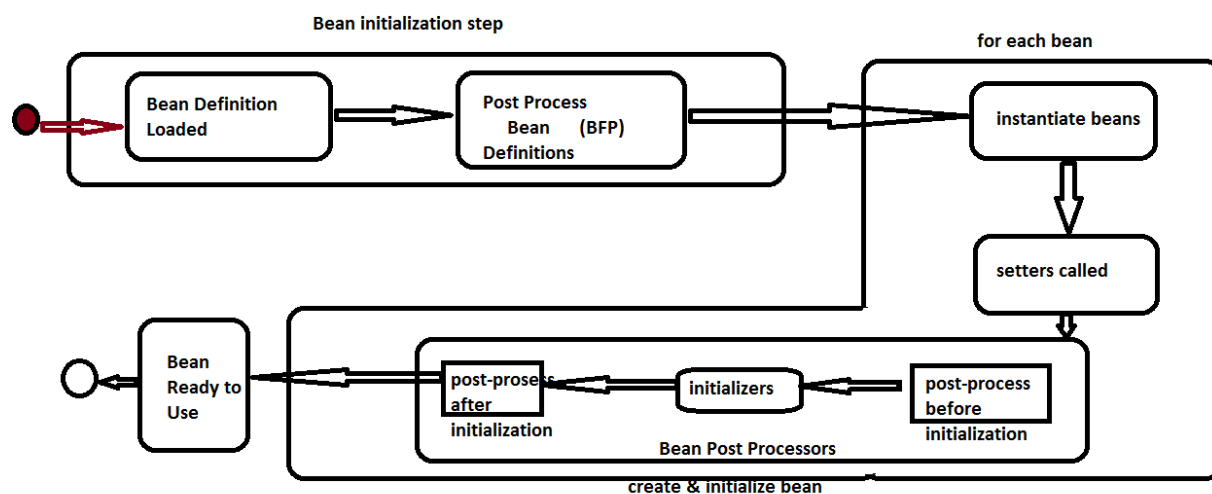 Bean initialization step
for each bean
Bean Definition
Loaded
Post Process
Bean (BFP)
Definitions
instantiate beans
setters called
Bean
Ready to
Use
post-prosess
after
initialization
initializers
post-process
before
initialization
Bean Post Processors
create & initialize bean